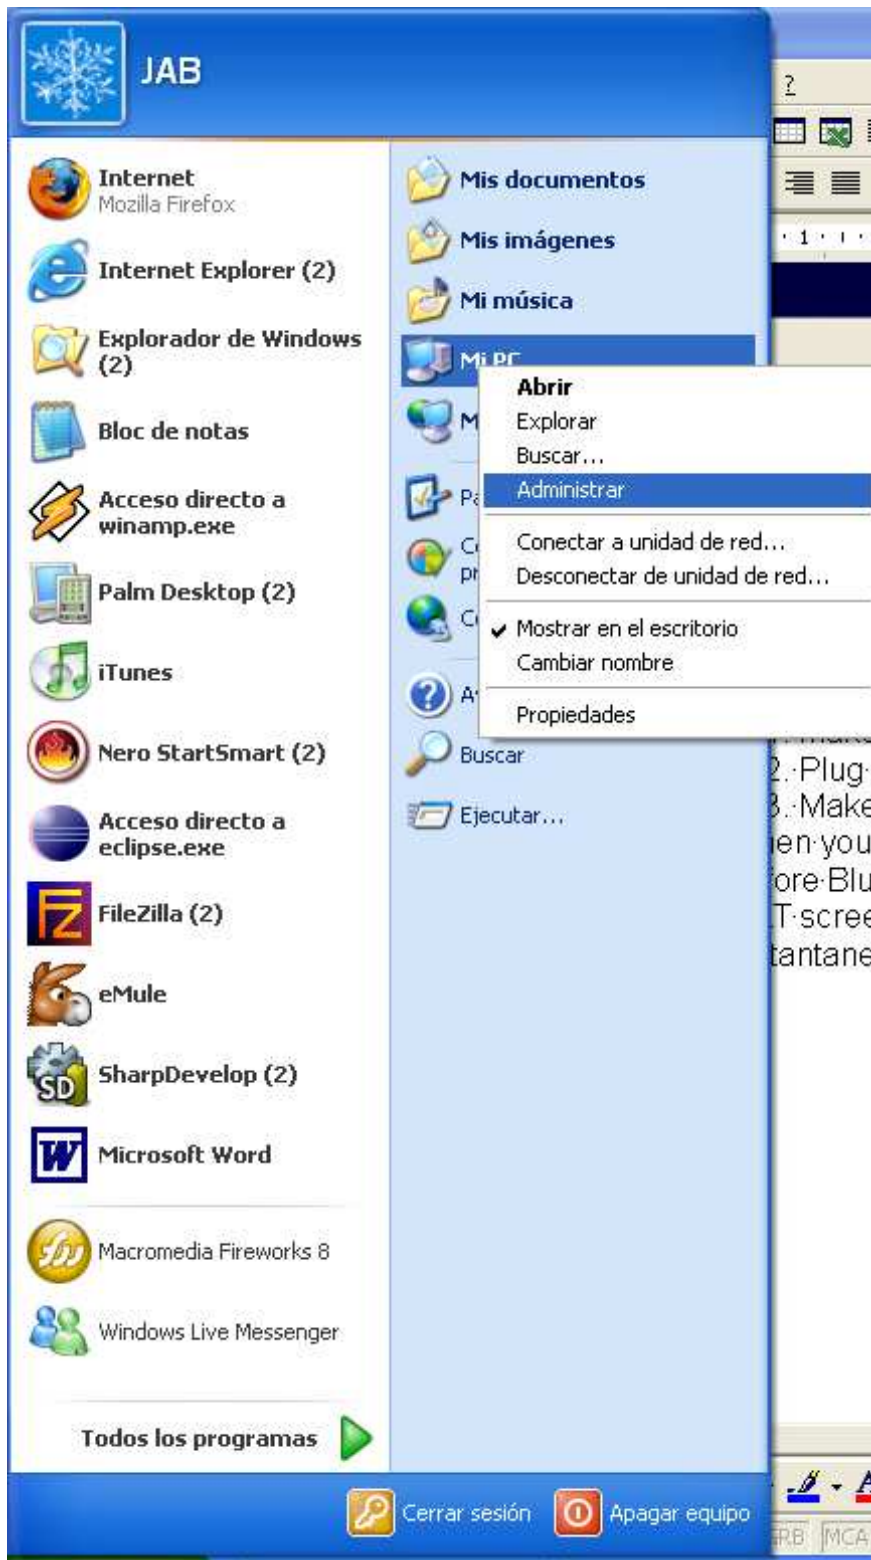 JAB
?
Internet
Mozilla Firefox
Internet Explorer (2)
Explorador de Windows
(2)
Bloc de notas
Acceso directo a
winamp.exe
Palm Desktop (2)
iTunes
Nero StartSmart (2)
Acceso directo a
eclipse.exe
FileZilla (2)
eMule
SD
SharpDevelop (2)
W
Microsoft Word
Macromedia Fireworks 8
Windows Live Messenger
Todos los programas
Mis documentos
Mis imágenes
Mi música
Mi PC
Abrir
Explorar
Buscar...
Administrar
Conectar a unidad de red...
Desconectar de unidad de red...
Mostrar en el escritorio
Cambiar nombre
Propiedades
Buscar
Ejecutar...
1
2.·Plug·
3.·Make
en·you
ore·Blu
T·scree
tantane
Cerrar sesión
Apagar equipo
A
MCA